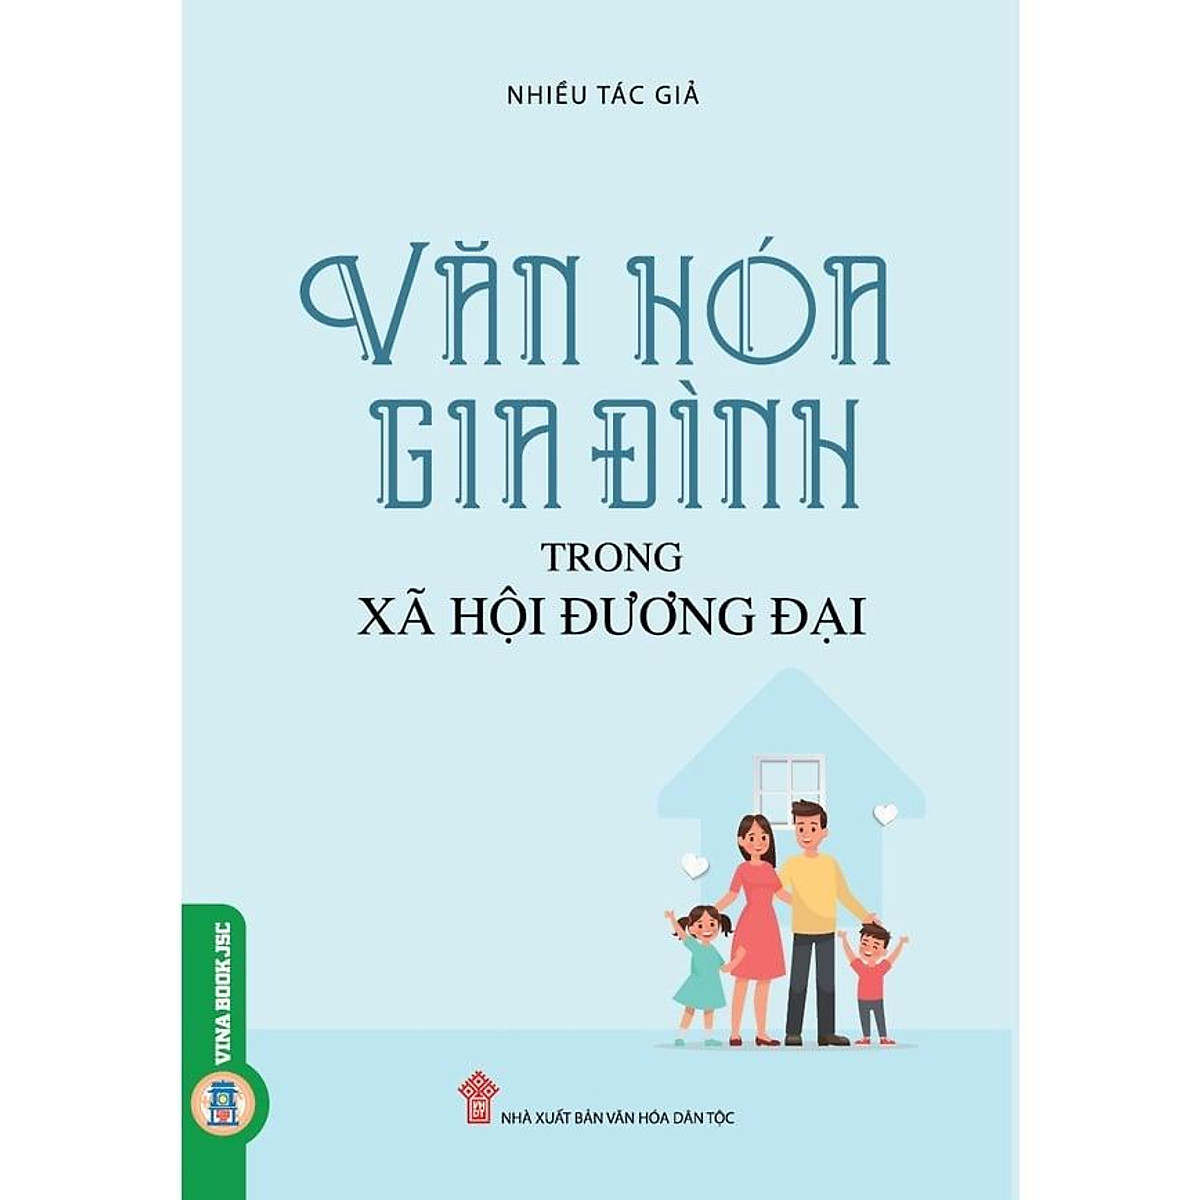 NHIỀU TÁC GIẢ
VĂN HÓA
GIA ĐÌNH
TRONG
XÃ HỘI ĐƯƠNG ĐẠI
VINA BOOK JSC
NHÀ XUẤT BẢN VĂN HÓA DÂN TỘC